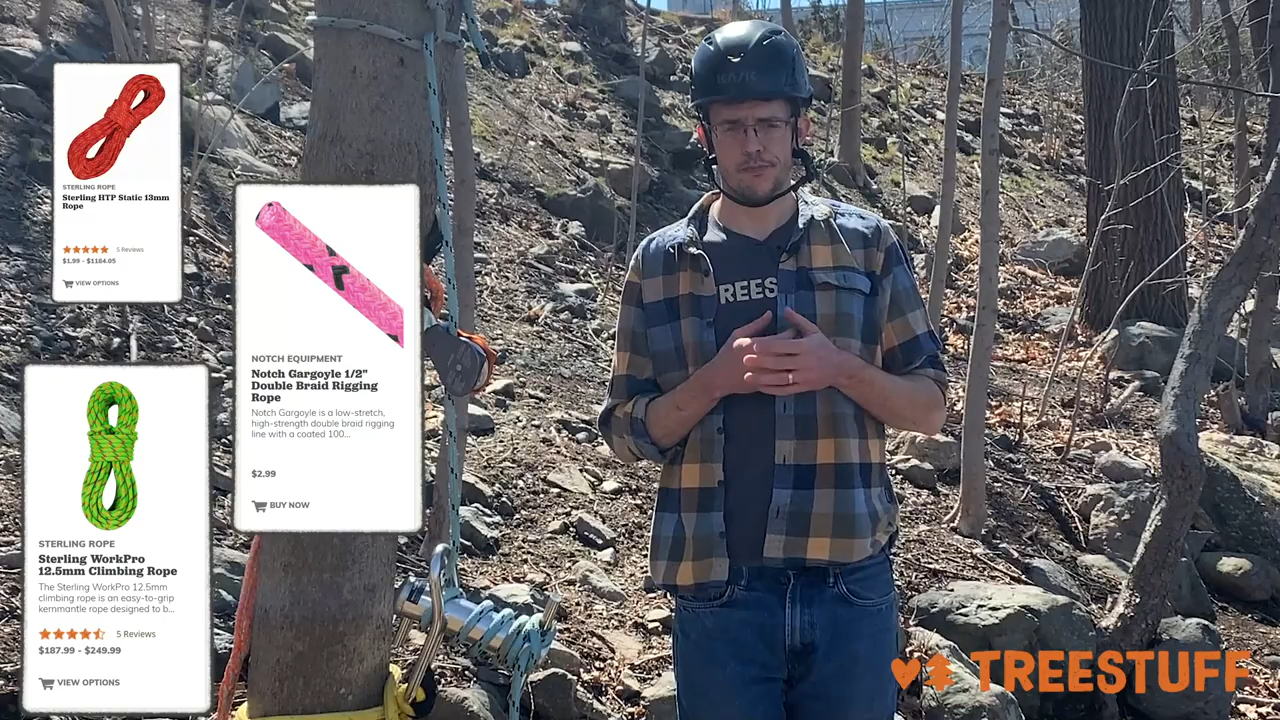 STERLING ROPE
Sterling HTP Static 13mm
Rope
5 Reviews
$1.99 - $1184.05
VIEW OPTIONS
NOTCH EQUIPMENT
Notch Gargoyle 1/2"
Double Braid Rigging
Rope
Notch Gargoyle is a low-stretch,
high-strength double braid rigging
line with a coated 100...
$2.99
BUY NOW
STERLING ROPE
Sterling WorkPro
12.5mm Climbing Rope
The Sterling WorkPro 12.5mm
climbing rope is an easy-to-grip
kernmantle rope designed to b...
5 Reviews
$187.99 - $249.99
VIEW OPTIONS
KASK
TREES
TREESTUFF